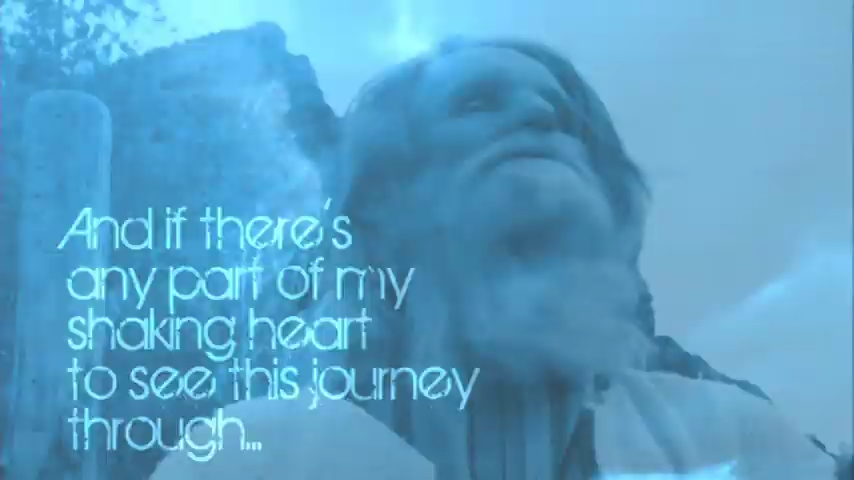 And if there's
any part of my
shaking heart
to see this journey
through...